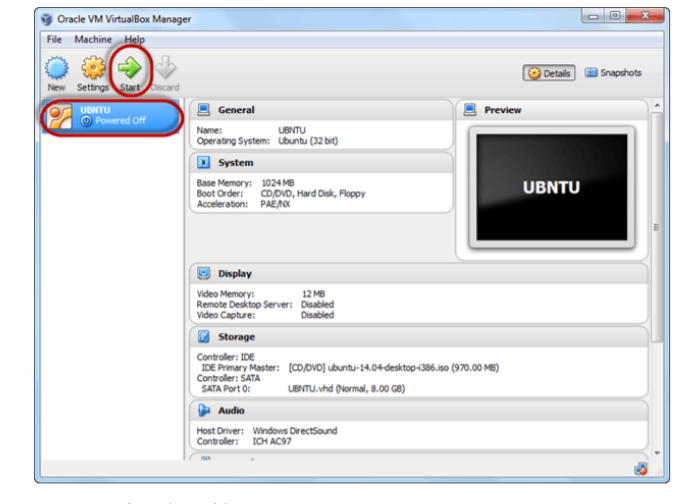 Oracle VM VirtualBox Manager
File Machine Help
New Settings Start Discard
Details Snapshots
UBNTU
Powered Off
General
Name: UBNTU
Operating System: Ubuntu (32 bit)
System
Base Memory: 1024 MB
Boot Order: CD/DVD, Hard Disk, Floppy
Acceleration: PAE/NX
Preview
UBNTU
Display
Video Memory: 12 MB
Remote Desktop Server: Disabled
Video Capture: Disabled
Storage
Controller: IDE
IDE Primary Master: [CD/DVD] ubuntu-14.04-desktop-i386.iso (970.00 MB)
Controller: SATA
SATA Port 0: UBNTU.vhd (Normal, 8.00 GB)
Audio
Host Driver: Windows DirectSound
Controller: ICH AC97